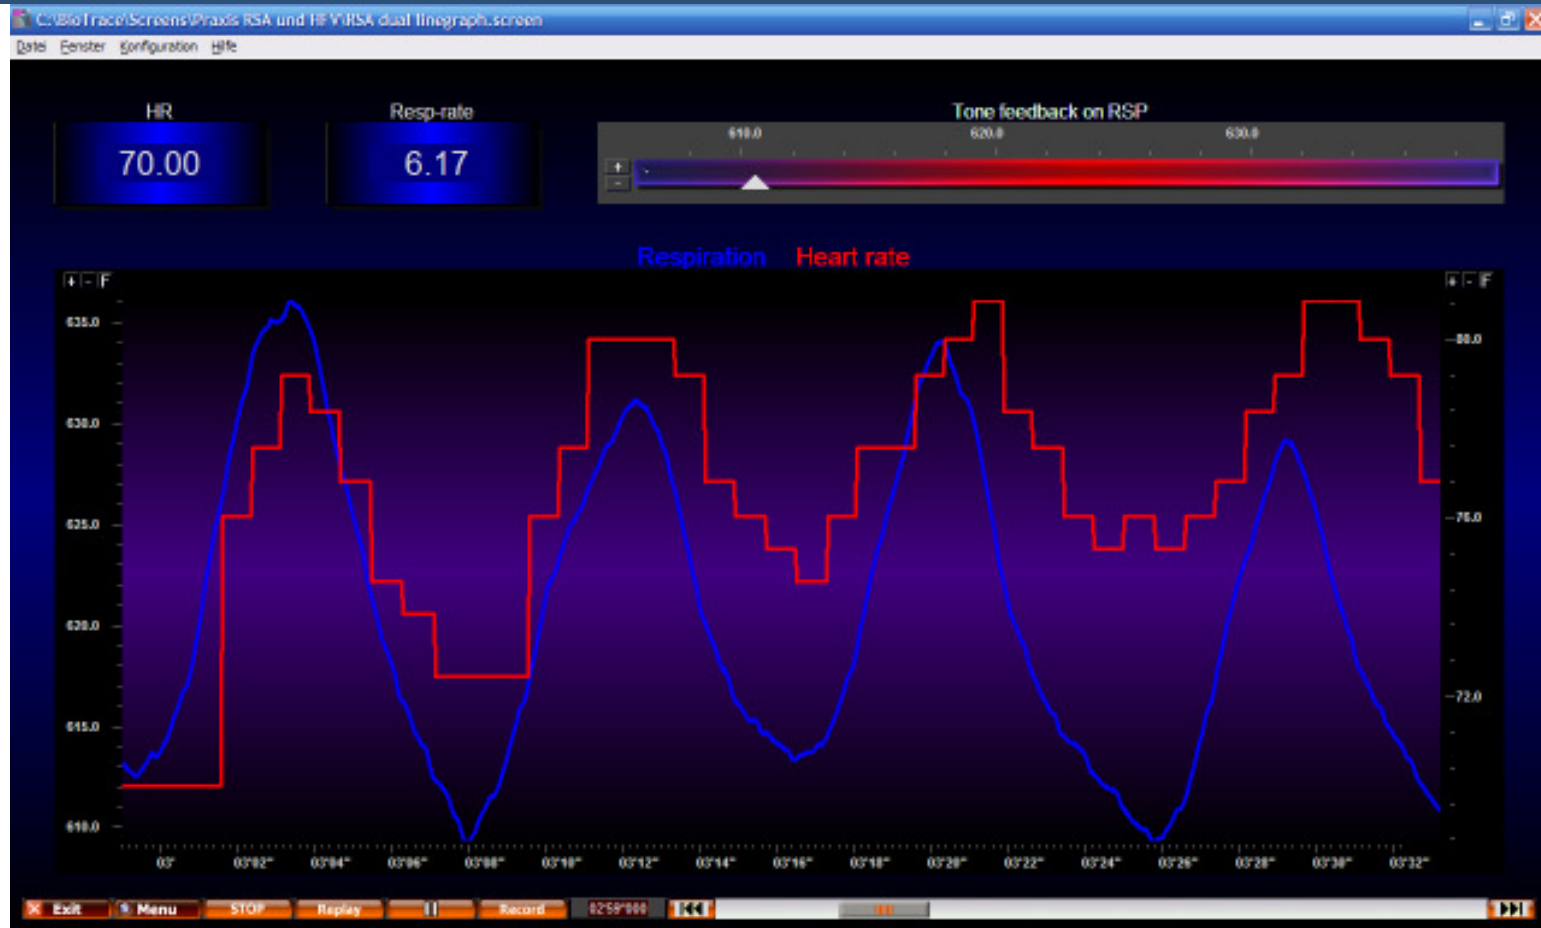 C:\BioTrace\Screens\Praxis RSA und HFV\RSA dual linegraph.screen
Datei Fenster Konfiguration Hilfe
HR Resp-rate Tone feedback on RSP
610.0 620.0 630.0
70.00 6.17
+
-
Respiration Heart rate
+ - F + - F
635.0
80.0
630.0
625.0
76.0
620.0
72.0
615.0
610.0
03' 03'02" 03'04" 03'06" 03'08" 03'10" 03'12" 03'14" 03'16" 03'18" 03'20" 03'22" 03'24" 03'26" 03'28" 03'30" 03'32"
Exit Menu STOP Replay Record 02'59"000